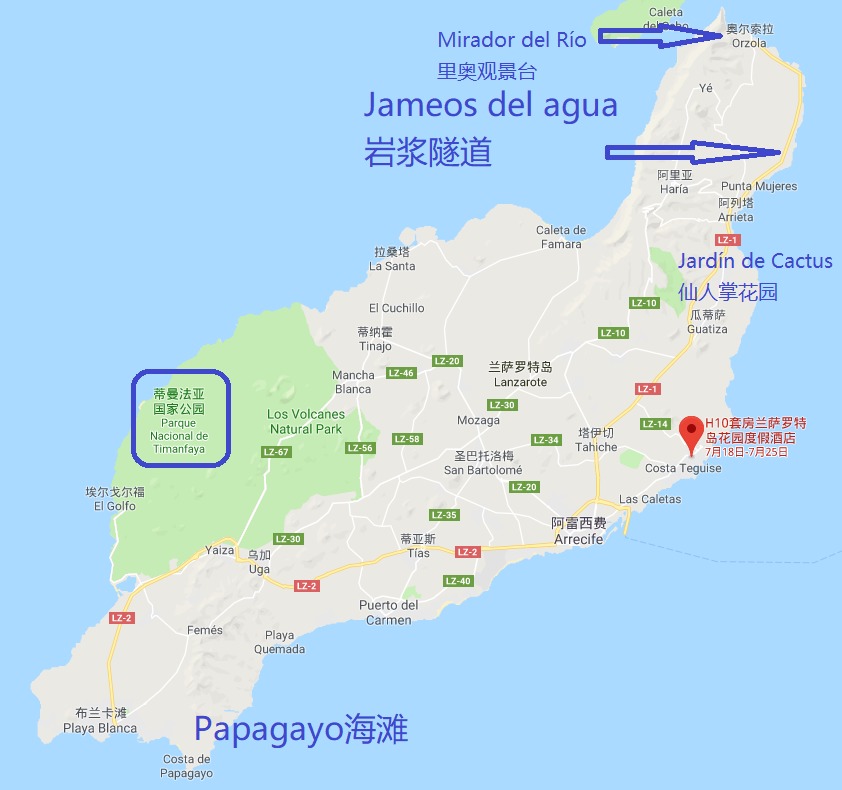 Caleta
del Sebo
奥尔索拉
Orzola
Mirador del Río
里奥观景台
Yé
Jameos del agua
岩浆隧道
阿里亚
Haría
Punta Mujeres
阿列塔
Arrieta
Caleta de
Famara
LZ-1
拉桑塔
La Santa
Jardín de Cactus
仙人掌花园
LZ-10
El Cuchillo
瓜蒂萨
Guatiza
蒂纳霍
Tinajo
LZ-10
LZ-20
兰萨罗特岛
Lanzarote
Mancha
Blanca
LZ-46
LZ-1
蒂曼法亚
国家公园
Parque
Nacional de
Timanfaya
LZ-30
Los Volcanes
Natural Park
Mozaga
LZ-14
H10套房兰萨罗特
岛花园度假酒店
7月18日-7月25日
塔伊切
Tahiche
LZ-34
LZ-58
LZ-56
LZ-67
圣巴托洛梅
San Bartolomé
Costa Teguise
LZ-20
埃尔戈尔福
El Golfo
Las Caletas
LZ-35
阿雷西费
Arrecife
LZ-30
蒂亚斯
Tías
LZ-2
Yaiza
乌加
Uga
LZ-2
LZ-40
Puerto del
Carmen
LZ-2
Femés
Playa
Quemada
布兰卡滩
Playa Blanca
Papagayo海滩
Costa de
Papagayo